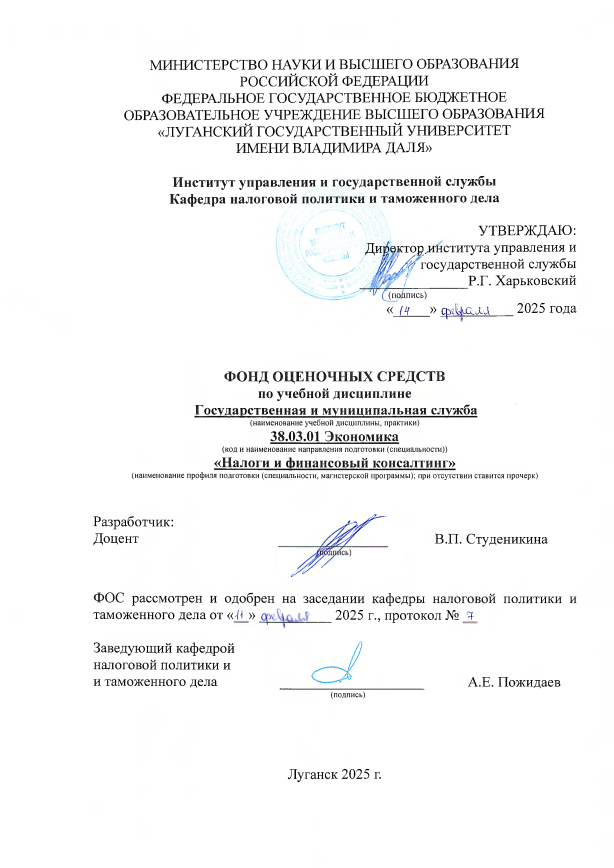 МИНИСТЕРСТВО НАУКИ И ВЫСШЕГО ОБРАЗОВАНИЯ
РОССИЙСКОЙ ФЕДЕРАЦИИ
ФЕДЕРАЛЬНОЕ ГОСУДАРСТВЕННОЕ БЮДЖЕТНОЕ
ОБРАЗОВАТЕЛЬНОЕ УЧРЕЖДЕНИЕ ВЫСШЕГО ОБРАЗОВАНИЯ
«ЛУГАНСКИЙ ГОСУДАРСТВЕННЫЙ УНИВЕРСИТЕТ
ИМЕНИ ВЛАДИМИРА ДАЛЯ»
Институт управления и государственной службы
Кафедра налоговой политики и таможенного дела
УТВЕРЖДАЮ:
Директор института управления и
государственной службы
Р.Г. Харьковский
(подпись)
«14» февраля 2025 года
ФОНД ОЦЕНОЧНЫХ СРЕДСТВ
по учебной дисциплине
Государственная и муниципальная служба
(наименование учебной дисциплины, практики)
38.03.01 Экономика
(код и наименование направления подготовки (специальности))
«Налоги и финансовый консалтинг»
(наименование профиля подготовки (специальности, магистерской программы); при отсутствии ставится прочерк)
Разработчик:
Доцент В.П. Студеникина
(подпись)
ФОС рассмотрен и одобрен на заседании кафедры налоговой политики и
таможенного дела от «11» февраля 2025 г., протокол № 7
Заведующий кафедрой
налоговой политики и
и таможенного дела А.Е. Пожидаев
(подпись)
Луганск 2025 г.